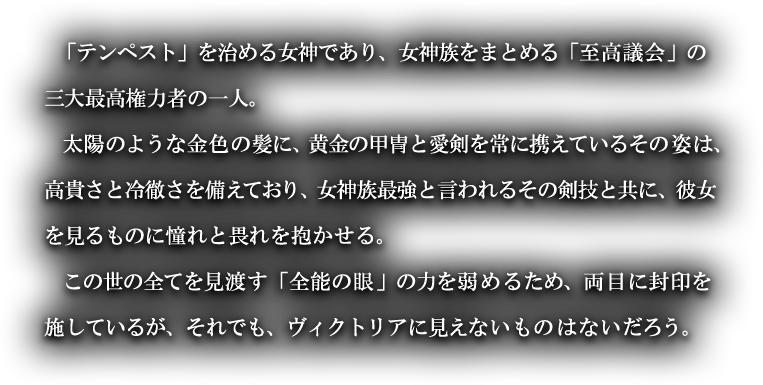 「テンペスト」を治める女神であり、女神族をまとめる「至高議会」の
三大最高権力者の一人。
太陽のような金色の髪に、黄金の甲冑と愛剣を常に携えているその姿は、
高貴さと冷徹さを備えており、女神族最強と言われるその剣技と共に、彼女
を見るものに憧れと畏れを抱かせる。
この世の全てを見渡す「全能の眼」の力を弱めるため、両目に封印を
施しているが、それでも、ヴィクトリアに見えないものはないだろう。